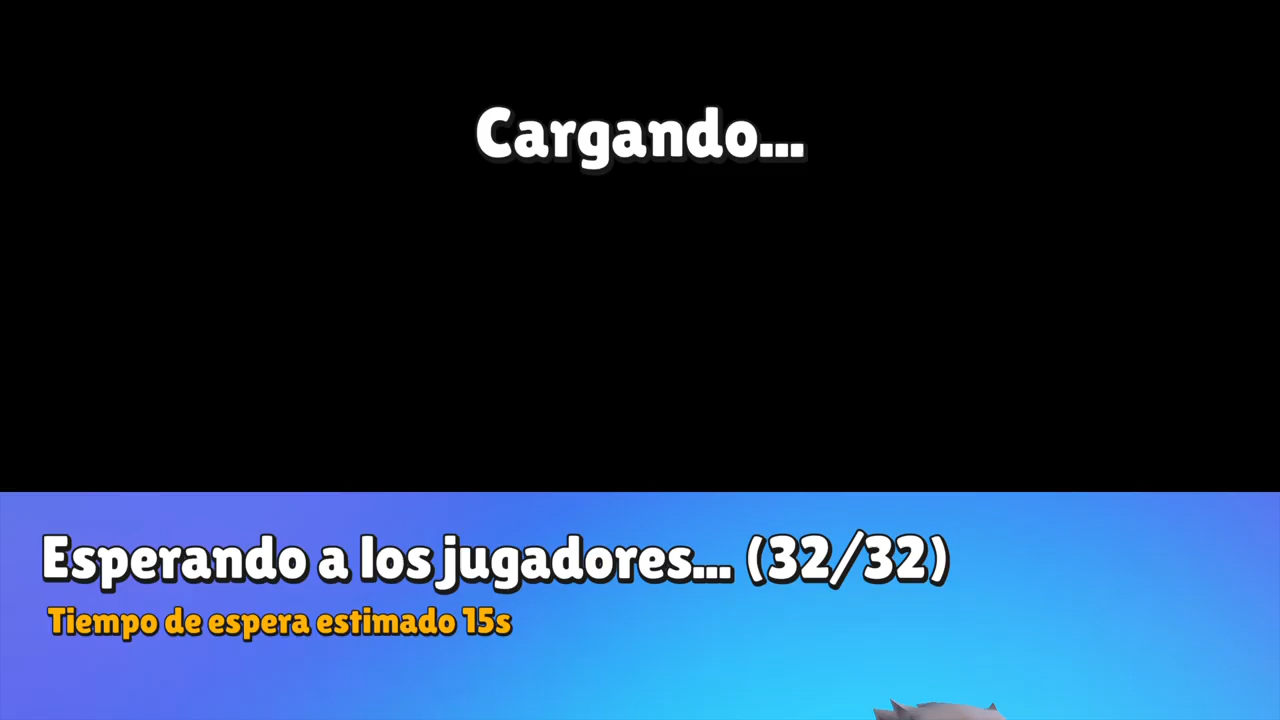 Cargando...
Esperando a los jugadores... (32/32)
Tiempo de espera estimado 15s